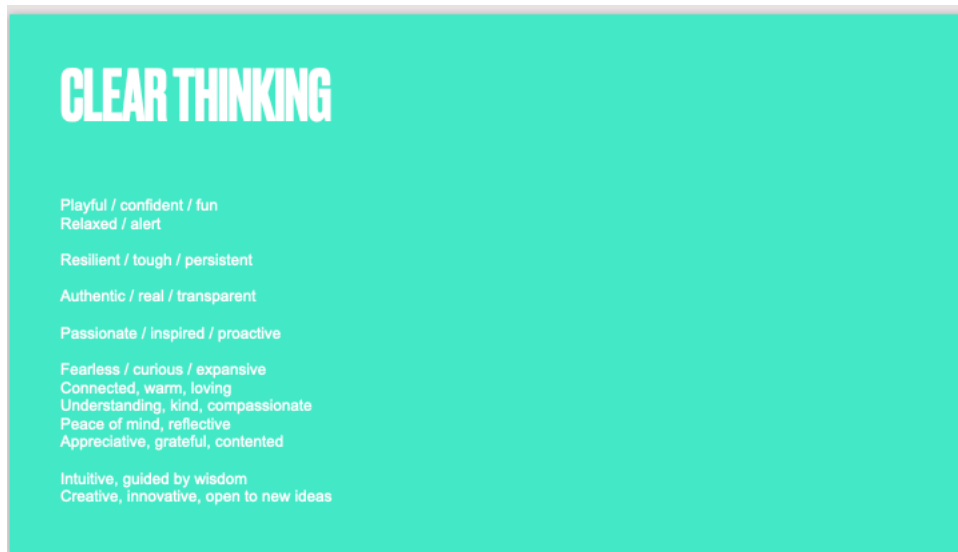 CLEAR THINKING
Playful / confident / fun
Relaxed / alert
Resilient / tough / persistent
Authentic / real / transparent
Passionate / inspired / proactive
Fearless / curious / expansive
Connected, warm, loving
Understanding, kind, compassionate
Peace of mind, reflective
Appreciative, grateful, contented
Intuitive, guided by wisdom
Creative, innovative, open to new ideas